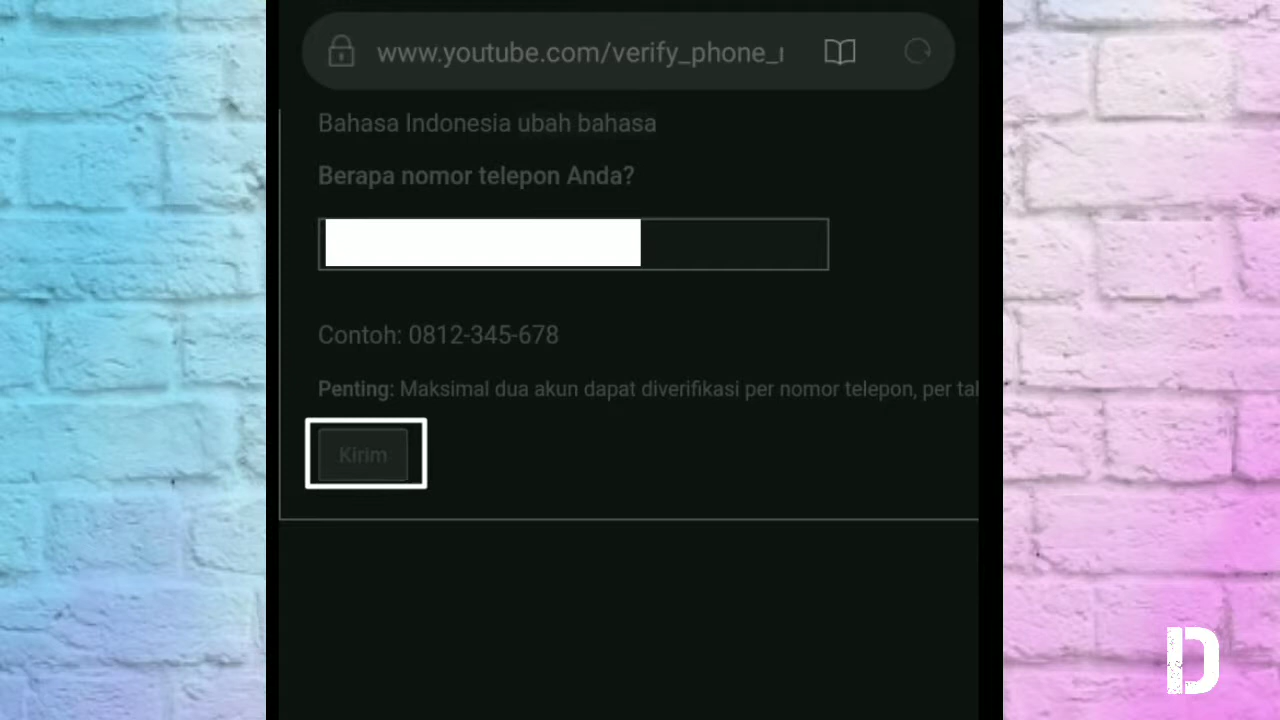 www.youtube.com/verify_phone_
Bahasa Indonesia ubah bahasa
Berapa nomor telepon Anda?
Contoh: 0812-345-678
Penting: Maksimal dua akun dapat diverifikasi per nomor telepon, per
Kirim
D